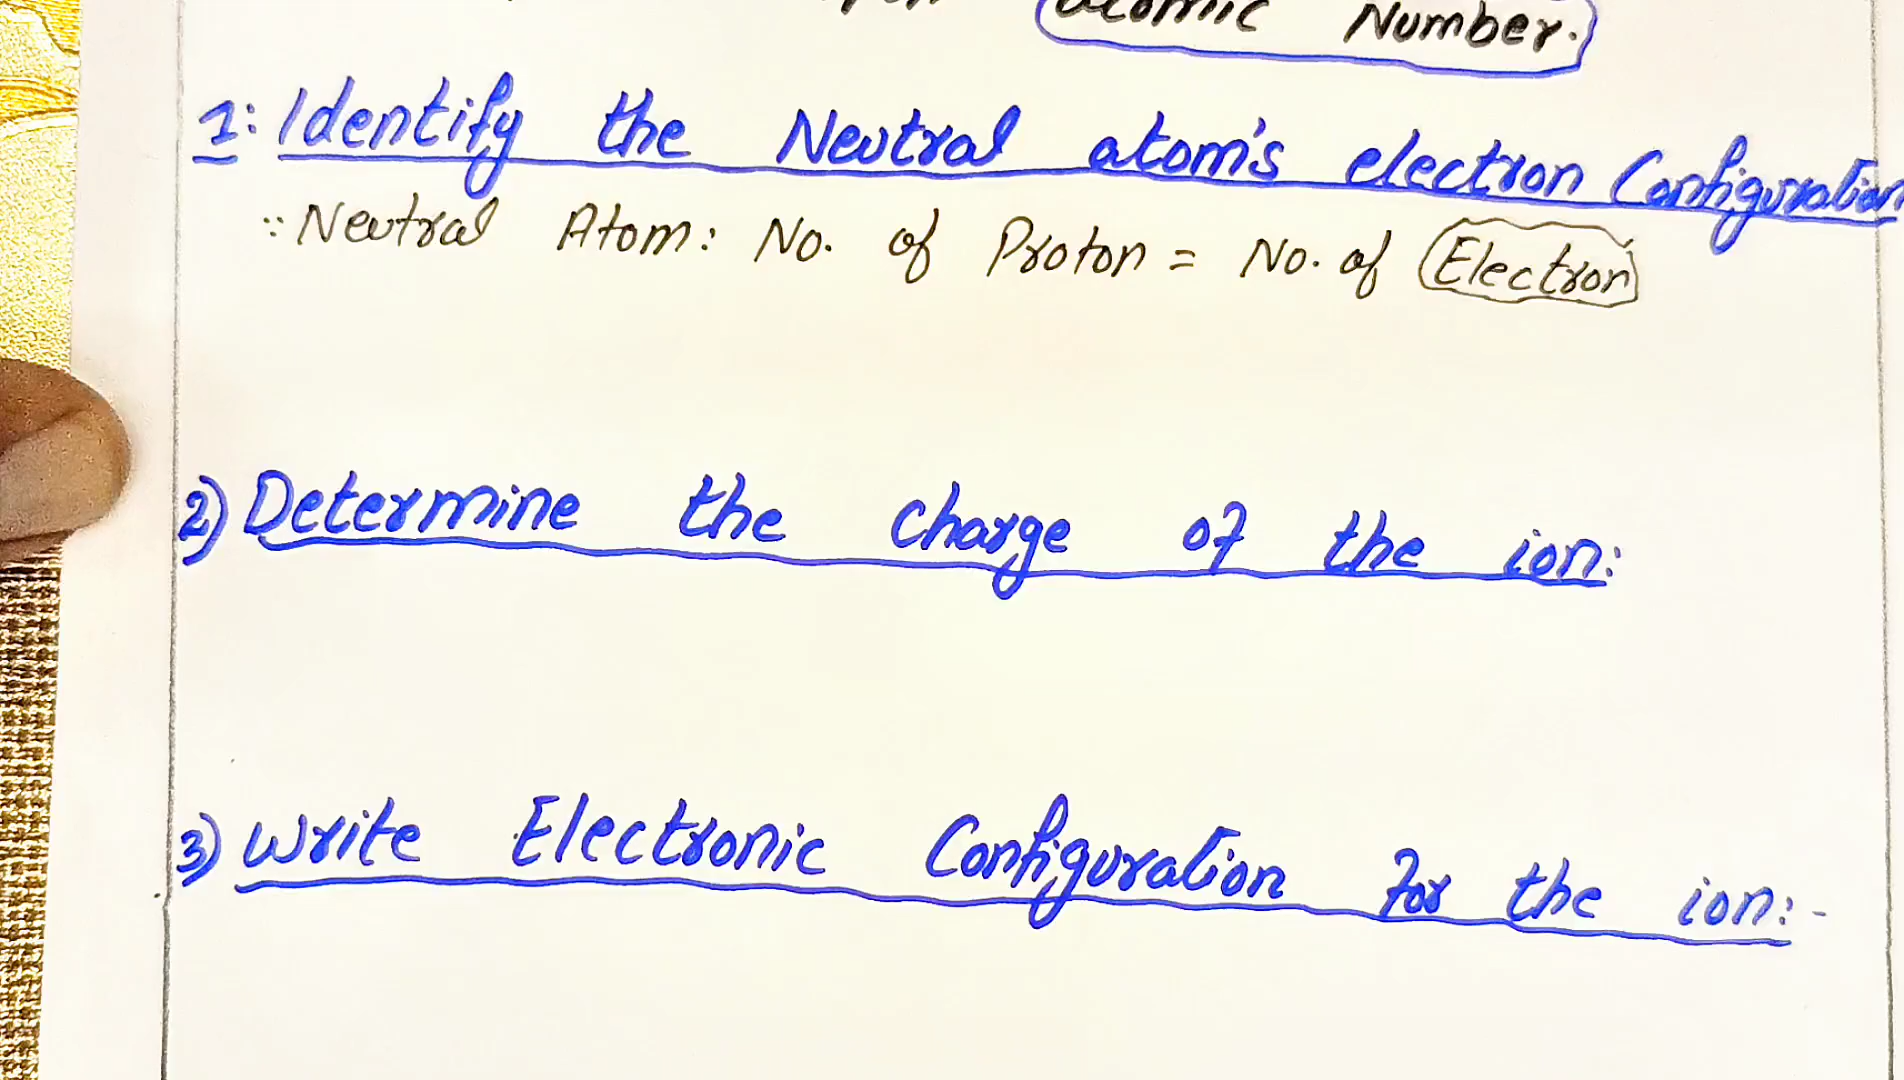 atomic Number.
1: Identify the Neutral atom's electron Configuration
∵ Neutral Atom: No. of Proton = No. of Electron
2) Determine the charge of the ion:
3) Write Electronic Configuration for the ion:-